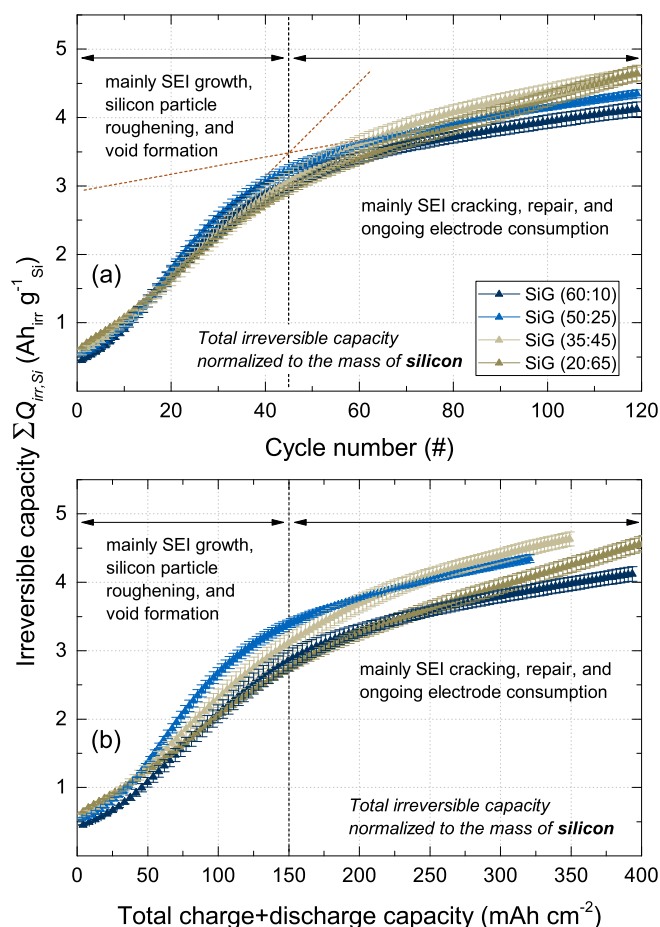 5
4
3
2
1
mainly SEI growth,
silicon particle
roughening, and
void formation
mainly SEI cracking, repair, and
ongoing electrode consumption
(a)
SiG (60:10)
SiG (50:25)
SiG (35:45)
SiG (20:65)
Total irreversible capacity
normalized to the mass of silicon
0 20 40 60 80 100 120
Cycle number (#)
Irreversible capacity ΣQirr,Si (Ahirr g-1Si)
5
4
3
2
1
mainly SEI growth,
silicon particle
roughening, and
void formation
mainly SEI cracking, repair, and
ongoing electrode consumption
(b)
Total irreversible capacity
normalized to the mass of silicon
0 50 100 150 200 250 300 350 400
Total charge+discharge capacity (mAh cm-2)